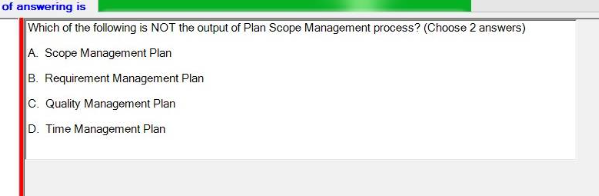 of answering is
Which of the following is NOT the output of Plan Scope Management process? (Choose 2 answers)
A. Scope Management Plan
B. Requirement Management Plan
C. Quality Management Plan
D. Time Management Plan